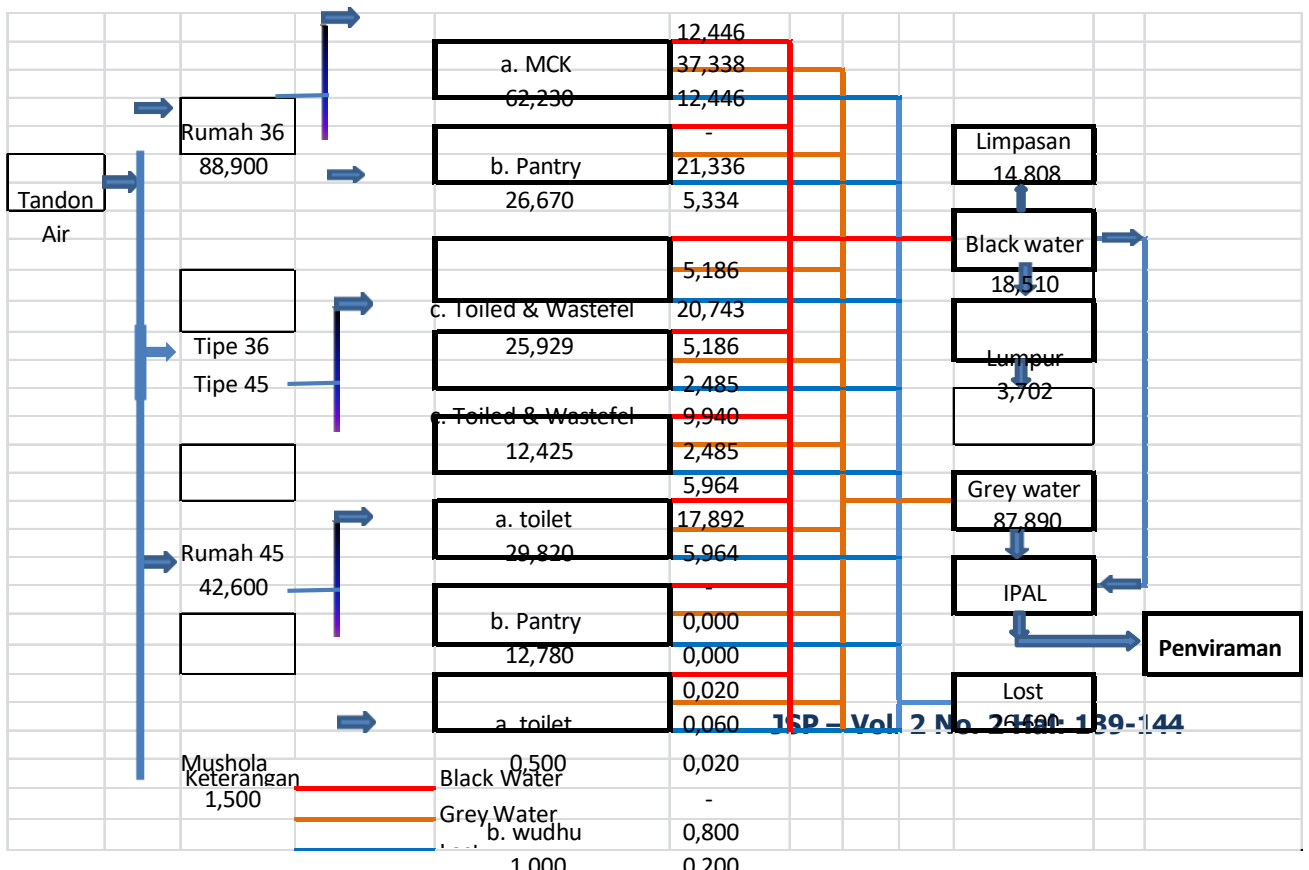 Tandon
Air
Rumah 36
88,900
Tipe 36
Tipe 45
Rumah 45
42,600
Mushola
Keterangan
1,500
a. MCK
62,230
b. Pantry
26,670
c. Toiled & Wastefel
25,929
c. Toiled & Wastefel
12,425
a. toilet
29,820
b. Pantry
12,780
a. toilet
0,500
b. wudhu
1,000
12,446
37,338
12,446
-
21,336
5,334
5,186
20,743
5,186
2,485
9,940
2,485
5,964
17,892
5,964
-
0,000
0,000
0,020
0,060
0,020
-
0,800
0,200
Black Water
Grey Water
Limpasan
14,808
Black water
18,510
Lumpur
3,702
Grey water
87,890
IPAL
Penviraman
Lost
JSP – Vol. 2 No. 2 Hal: 139-144